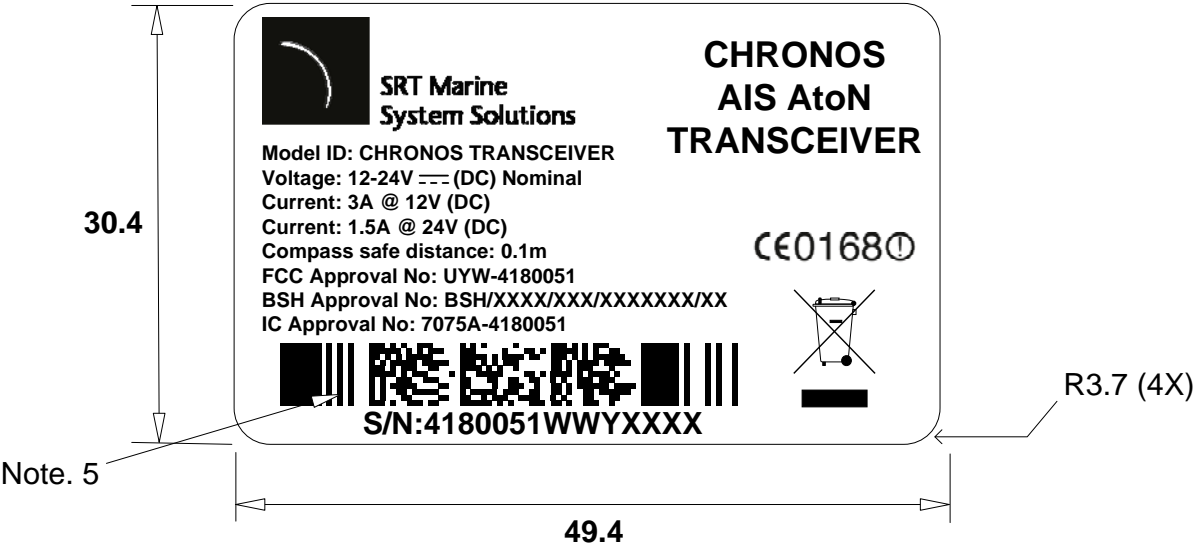 SRT Marine
System Solutions
CHRONOS
AIS AtoN
TRANSCEIVER
Model ID: CHRONOS TRANSCEIVER
Voltage: 12-24V ⎓ (DC) Nominal
Current: 3A @ 12V (DC)
Current: 1.5A @ 24V (DC)
Compass safe distance: 0.1m
FCC Approval No: UYW-4180051
BSH Approval No: BSH/XXXX/XXX/XXXXXXX/XX
IC Approval No: 7075A-4180051
CE0168!
S/N:4180051WWYXXXX
30.4
R3.7 (4X)
Note. 5
49.4